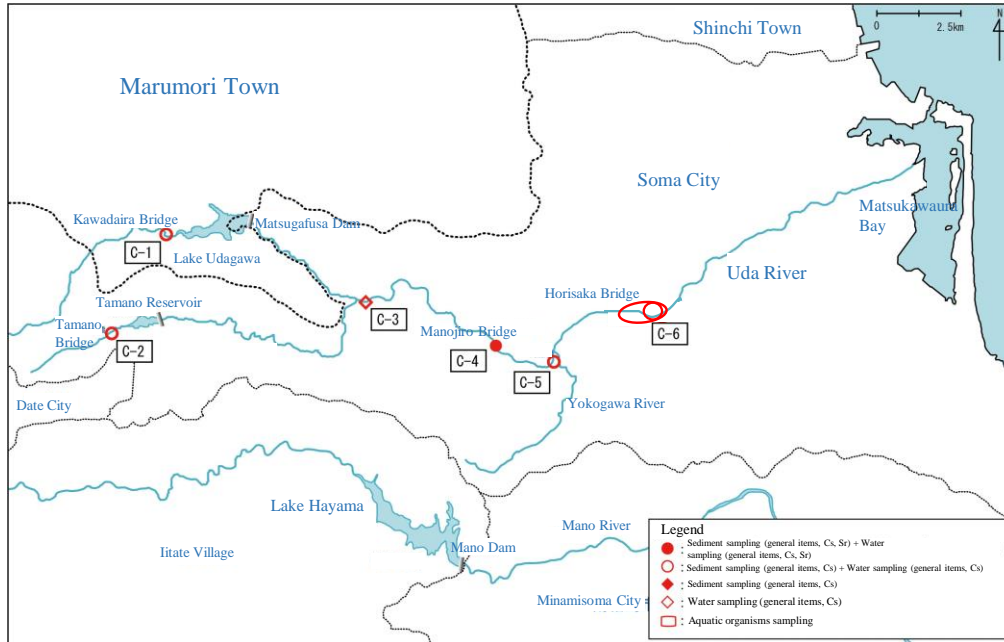 Shinchi Town
0
2.5km
N
4
Marumori Town
Soma City
Matsukawaura
Bay
Kawadaira Bridge
Matsugafusa Dam
C-1
Lake Udagawa
Uda River
Tamano Reservoir
Horisaka Bridge
Tamano
Bridge
C-2
C-3
Manojiro Bridge
C-4
C-5
C-6
Date City
Yokogawa River
Lake Hayama
Mano River
Iitate Village
Mano Dam
Minamisoma City
Legend
: Sediment sampling (general items, Cs, Sr) + Water
sampling (general items, Cs, Sr)
: Sediment sampling (general items, Cs) + Water sampling (general items, Cs)
: Sediment sampling (general items, Cs)
: Water sampling (general items, Cs)
: Aquatic organisms sampling